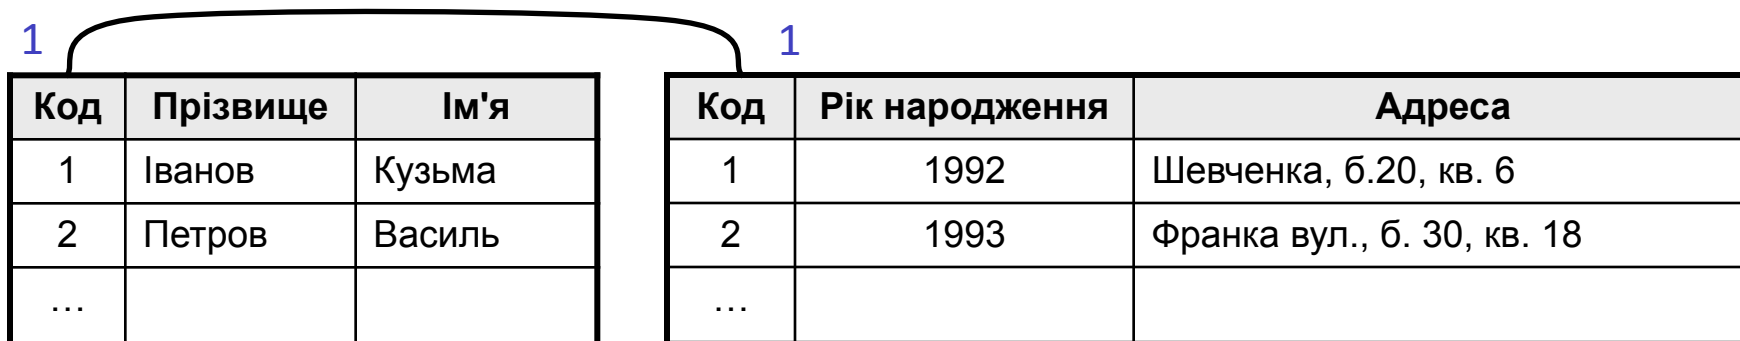 1 1
Код Прізвище Ім'я Код Рік народження Адреса
1 Іванов Кузьма 1 1992 Шевченка, б.20, кв. 6
2 Петров Василь 2 1993 Франка вул., б. 30, кв. 18
… …